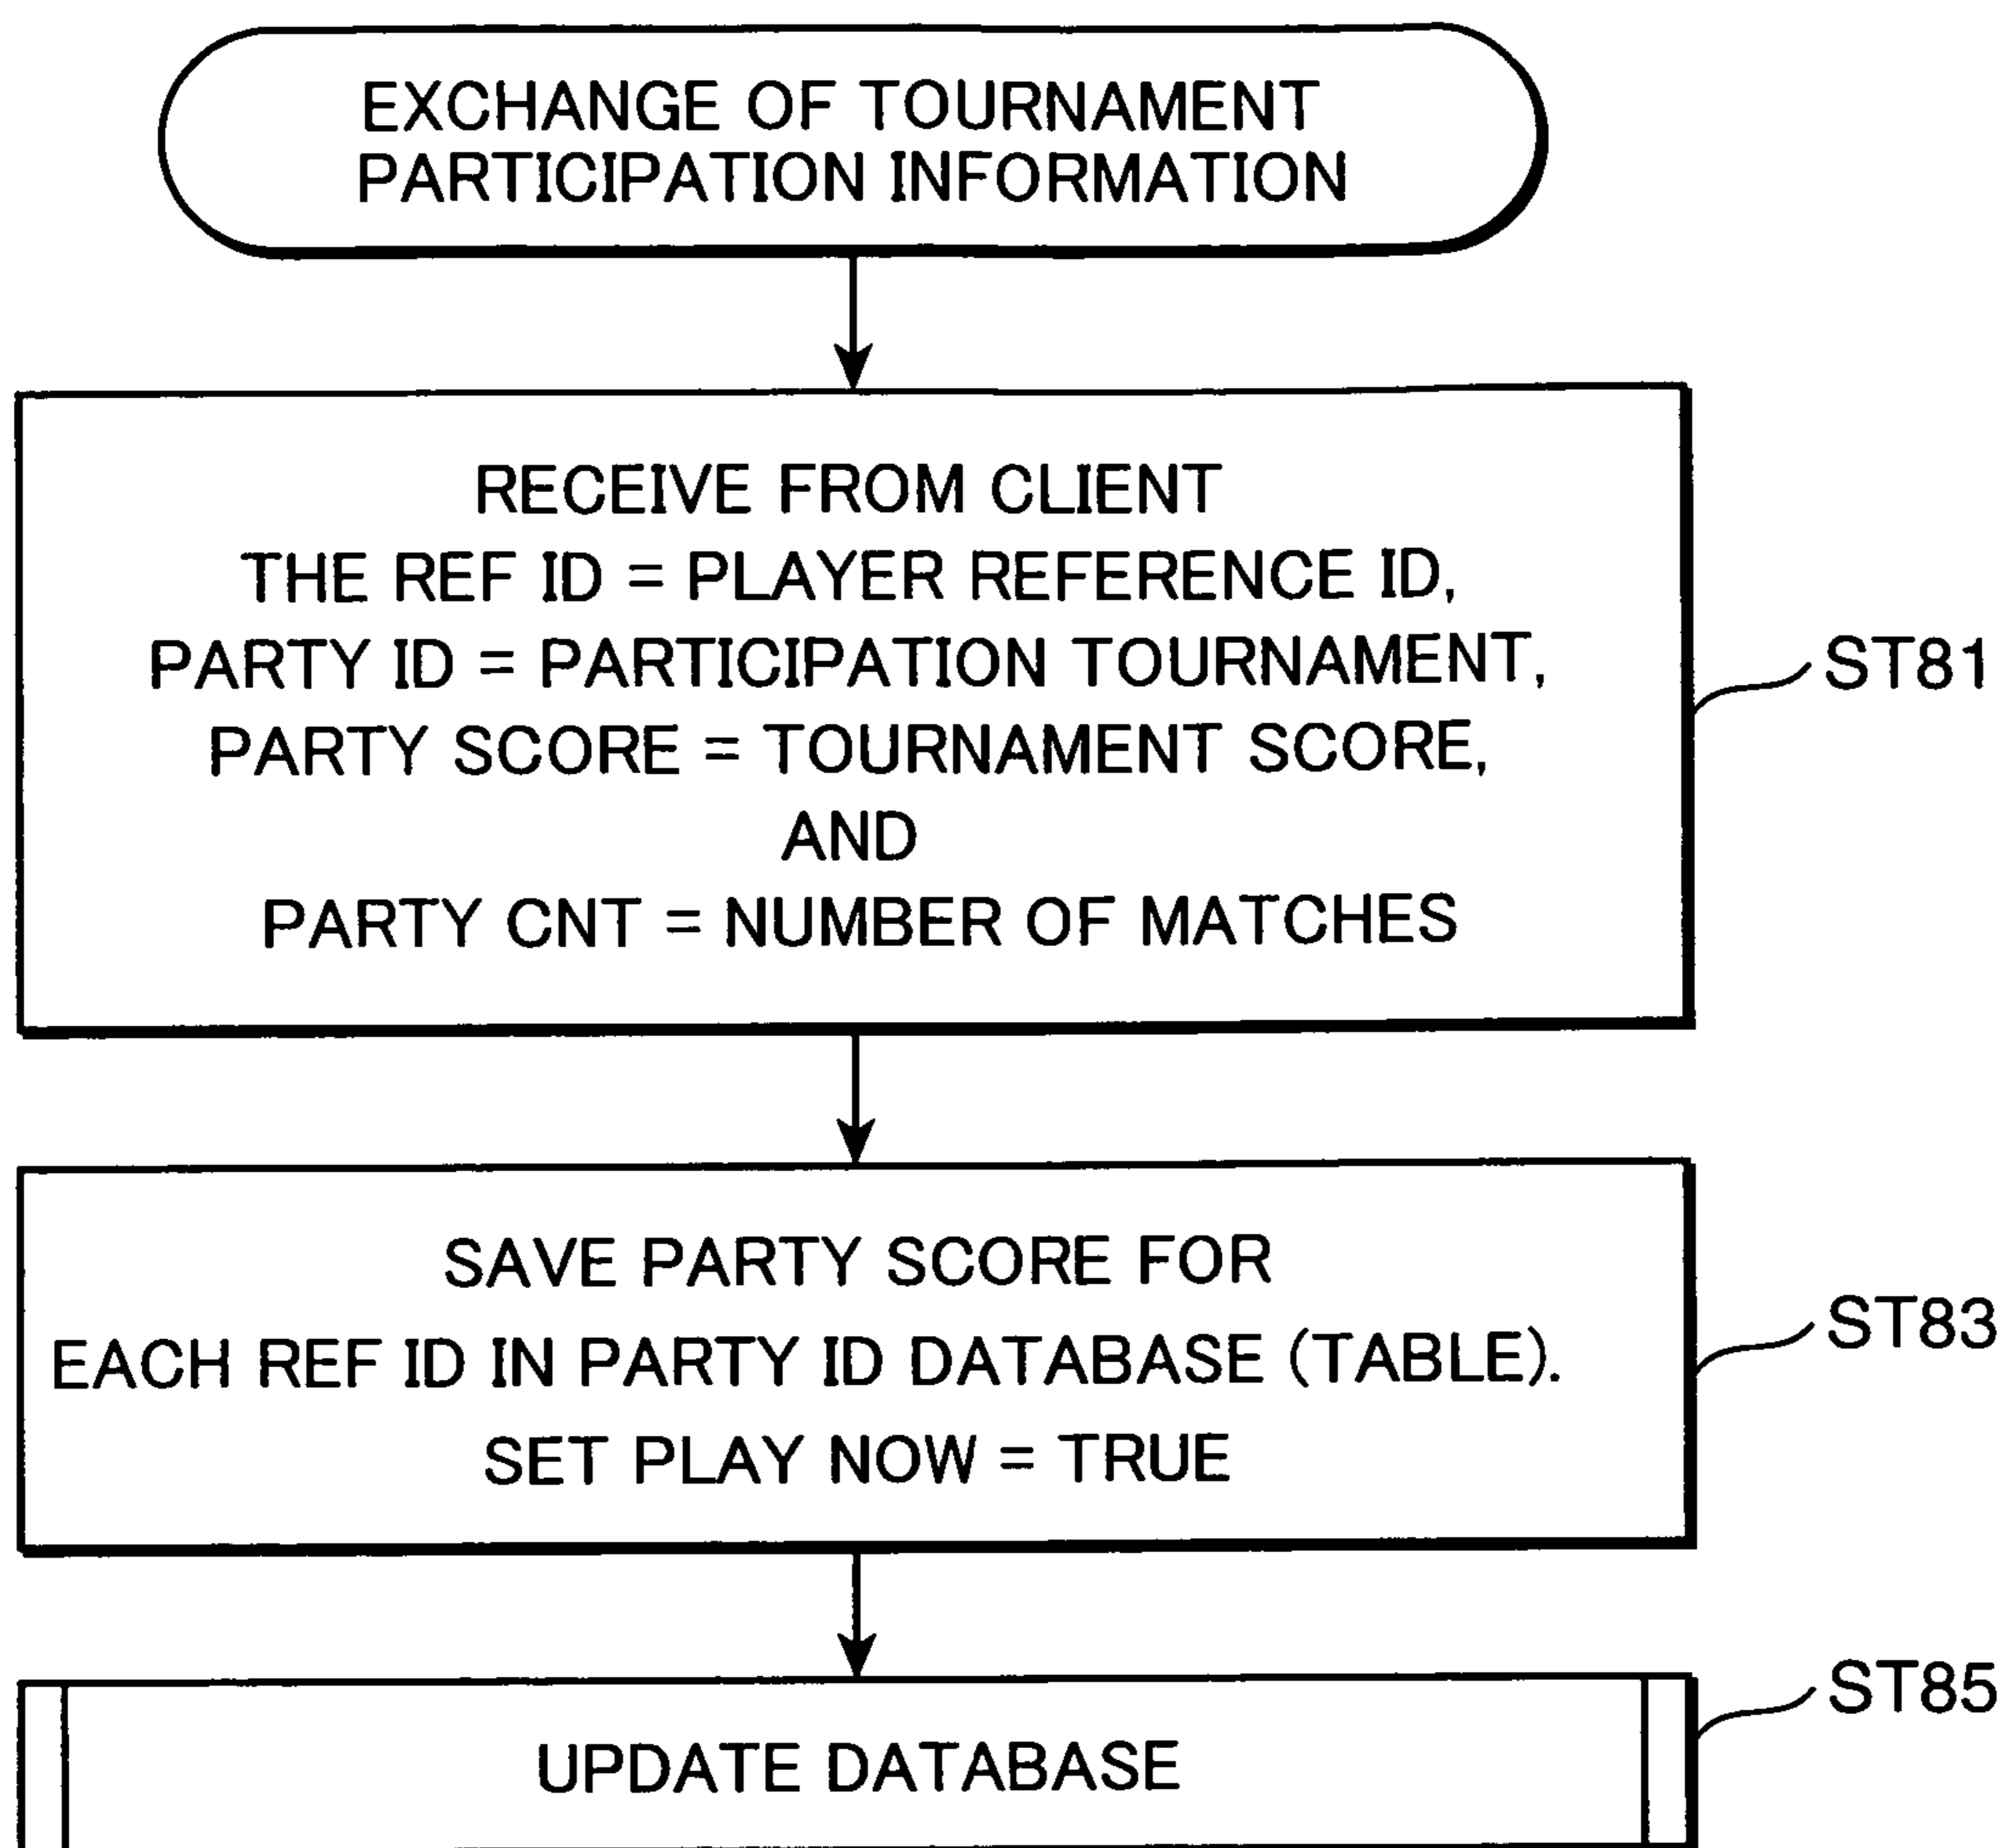 EXCHANGE OF TOURNAMENT
PARTICIPATION INFORMATION
RECEIVE FROM CLIENT
THE REF ID = PLAYER REFERENCE ID,
PARTY ID = PARTICIPATION TOURNAMENT,
PARTY SCORE = TOURNAMENT SCORE,
AND
PARTY CNT = NUMBER OF MATCHES
ST81
SAVE PARTY SCORE FOR
EACH REF ID IN PARTY ID DATABASE (TABLE).
SET PLAY NOW = TRUE
ST83
UPDATE DATABASE
ST85